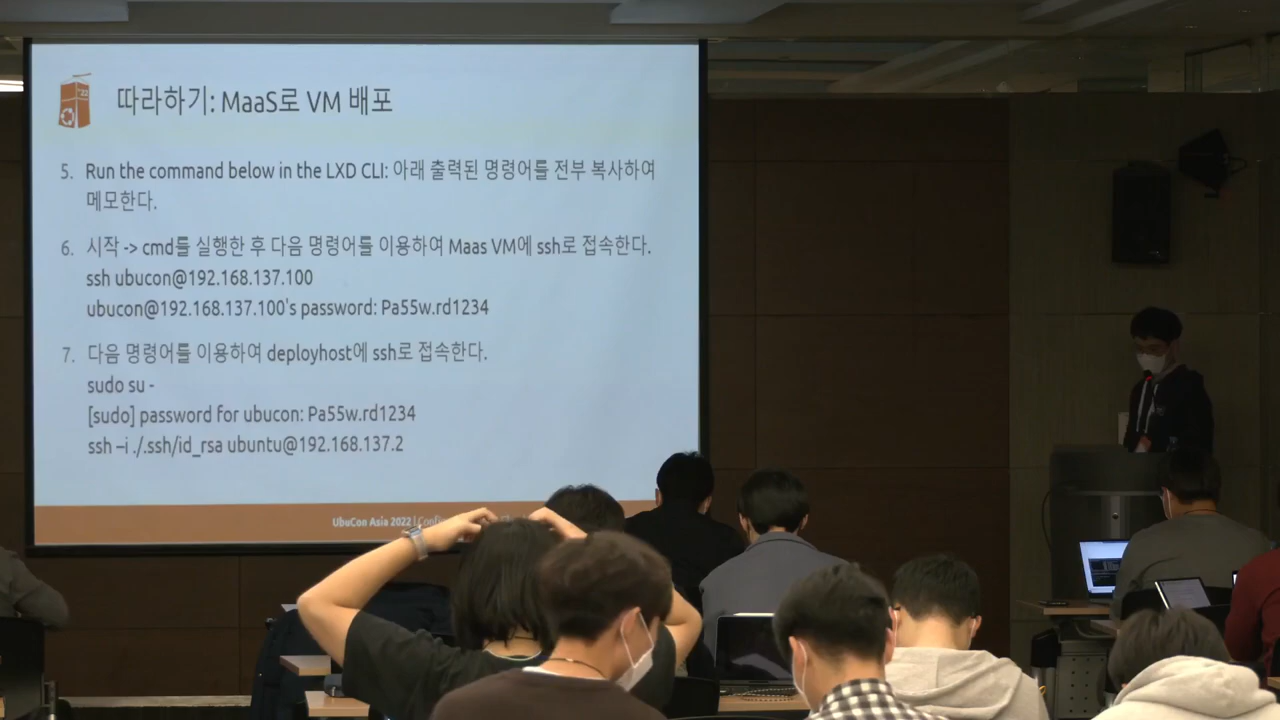 '22
따라하기: MaaS로 VM 배포
5. Run the command below in the LXD CLI: 아래 출력된 명령어를 전부 복사하여
메모한다.
6. 시작 -> cmd를 실행한 후 다음 명령어를 이용하여 Maas VM에 ssh로 접속한다.
ssh ubucon@192.168.137.100
ubucon@192.168.137.100's password: Pa55w.rd1234
7. 다음 명령어를 이용하여 deployhost에 ssh로 접속한다.
sudo su -
[sudo] password for ubucon: Pa55w.rd1234
ssh –i ./.ssh/id_rsa ubuntu@192.168.137.2
UbuCon Asia 2022 |